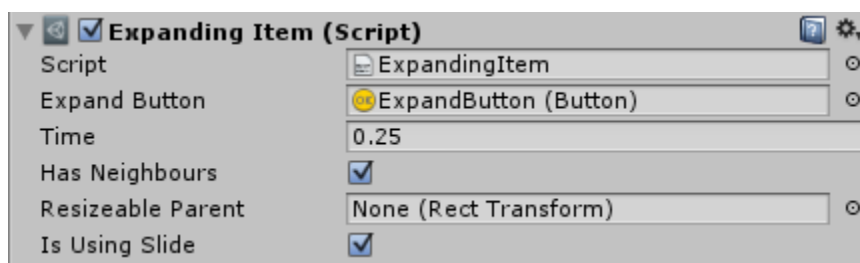 Expanding Item (Script)
Script ExpandingItem
Expand Button ExpandButton (Button)
Time 0.25
Has Neighbours
Resizeable Parent None (Rect Transform)
Is Using Slide